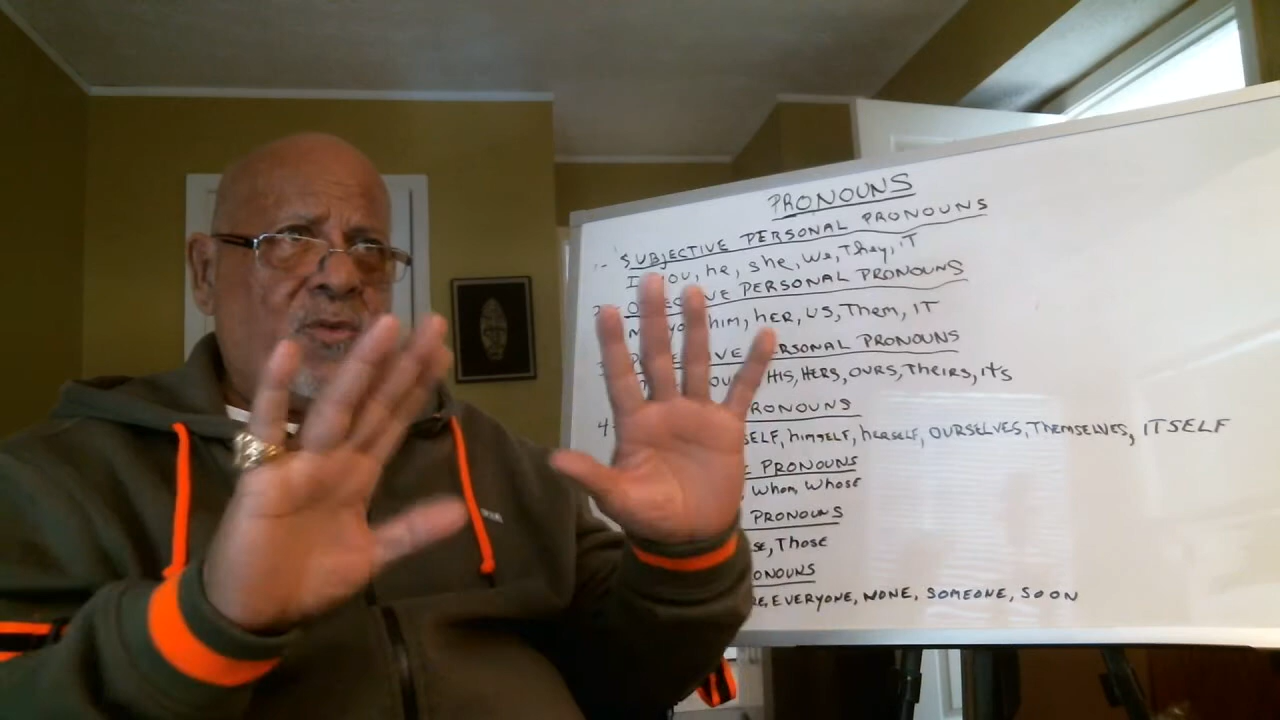 PRONOUNS
SUBJECTIVE PERSONAL PRONOUNS
I, YOU, he, she, We, They, iT
PERSONAL PRONOUNS
him, hER, US, Them, IT
PERSONAL PRONOUNS
HIS, HERS, OURS, Theirs, iTs
4- PRONOUNS
himself, herself, OURSELVES, ThemsELVES, ITSELF
PRONOUNS
Whom, Whose
PRONOUNS
Those
EVERYONE, NONE, SOMEONE, SOON